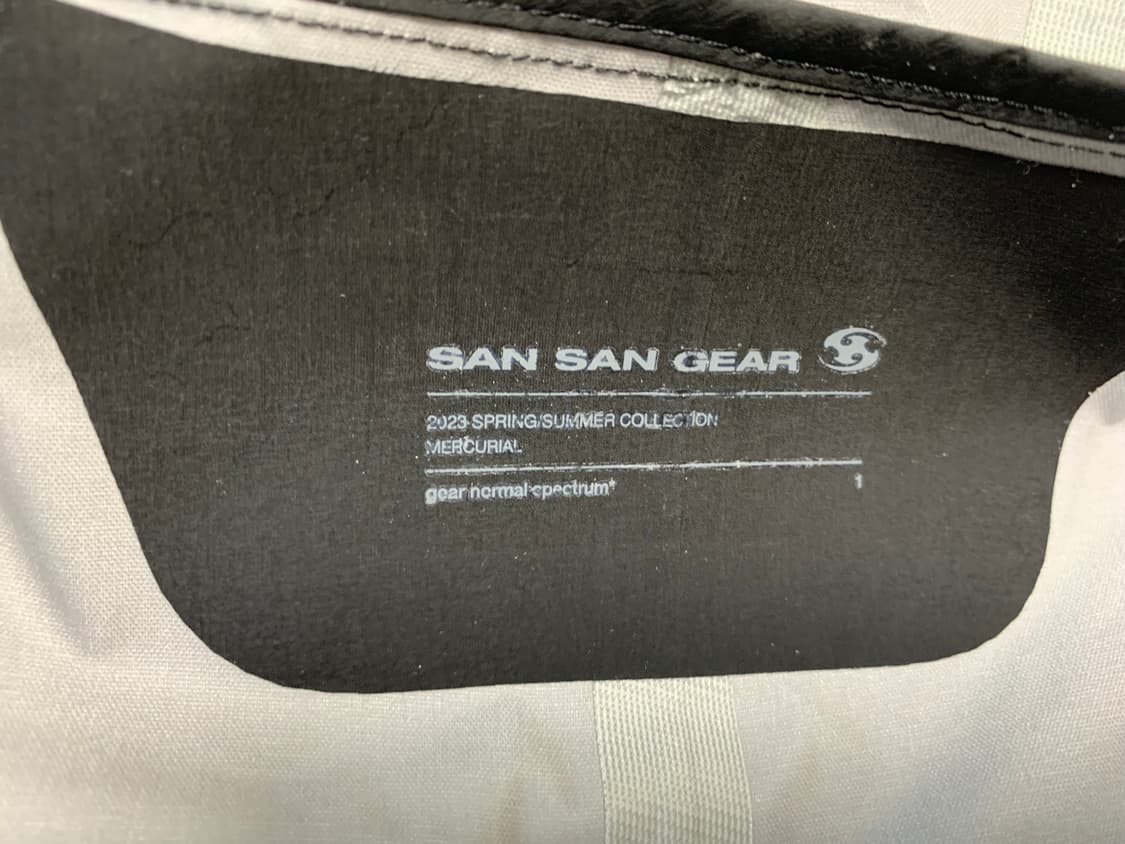 SAN SAN GEAR
2023 SPRING/SUMMER COLLECTION
MERCURIAL
gear normal spectrum* 1